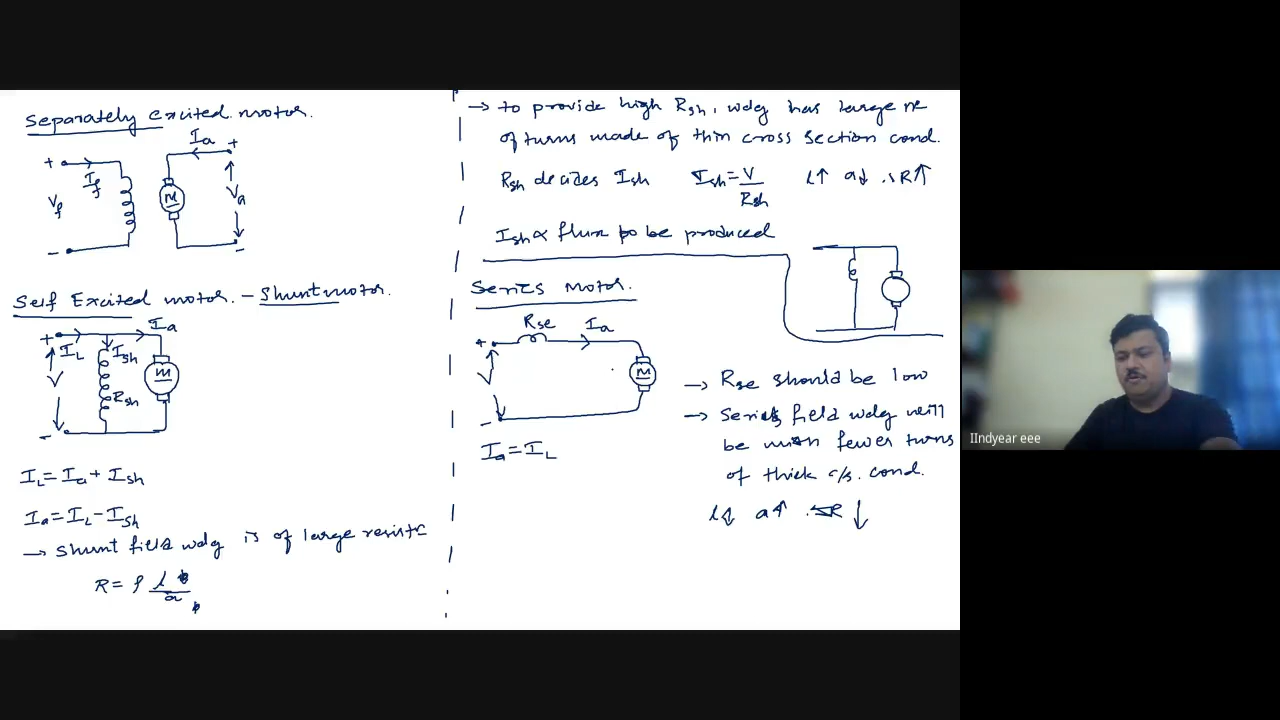 Separately excited motor.
Ia
+
+
If
Vf
M
Va
-
-
Self Excited motor. - Shunt motor.
Ia
+
IL
Ish
V
M
Rsh
-
IL = Ia + Ish
Ia = IL - Ish
→ Shunt field wdg is of large resistc
R = ρ l
a
→ to provide high Rsh, wdg has large no
of turns made of thin cross section cond.
Rsh decides Ish Ish = V
Rsh
l↑ a↓ ∴ R↑
Ish ∝ flux to be produced
Series Motor.
Rse
Ia
+
V
M
-
Ia = IL
→ Rse should be low
→ Series field wdg will
be with fewer turns
of thick c/s. cond.
l↓ a↑ ∴ R↓
IIndyear eee